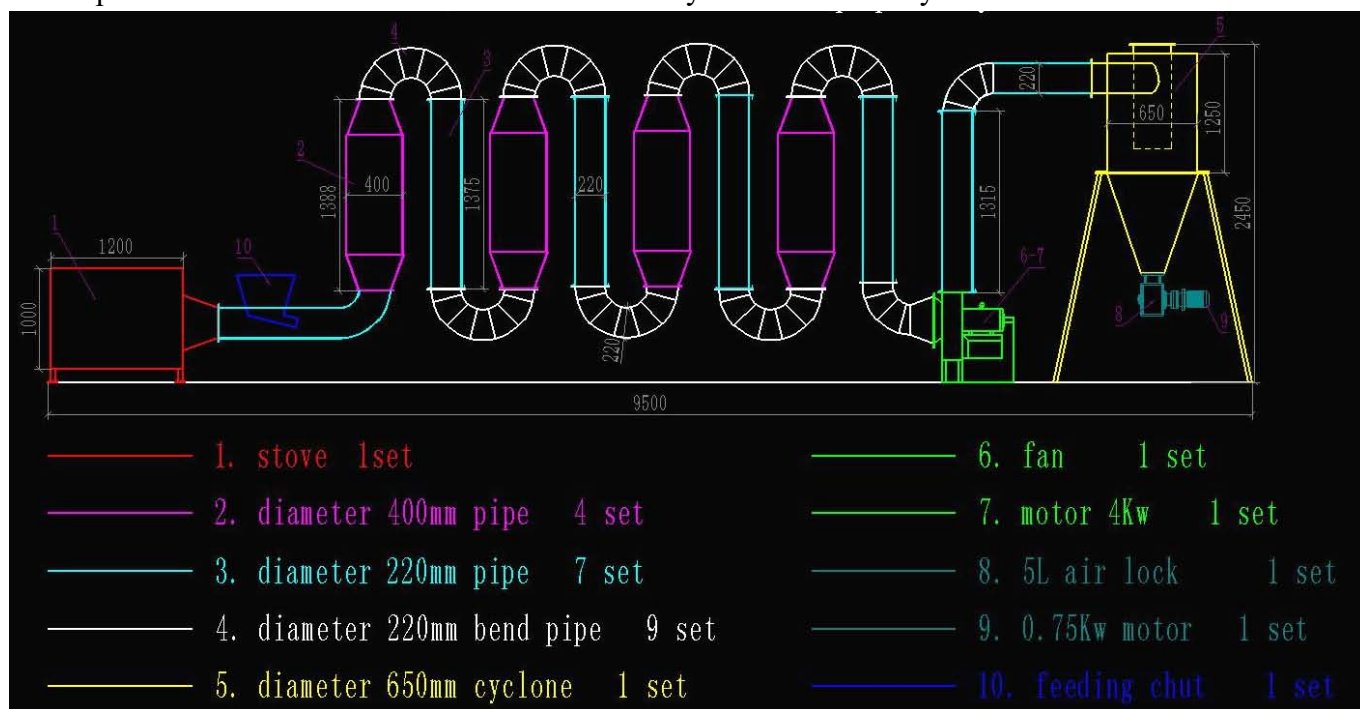 4
3
5
2
220
650
1250
1388
400
1375
220
1315
2450
1
1200
10
6-7
1000
8
9
220
9500
1. stove 1set
2. diameter 400mm pipe 4 set
3. diameter 220mm pipe 7 set
4. diameter 220mm bend pipe 9 set
5. diameter 650mm cyclone 1 set
6. fan 1 set
7. motor 4Kw 1 set
8. 5L air lock 1 set
9. 0.75Kw motor 1 set
10. feeding chut 1 set